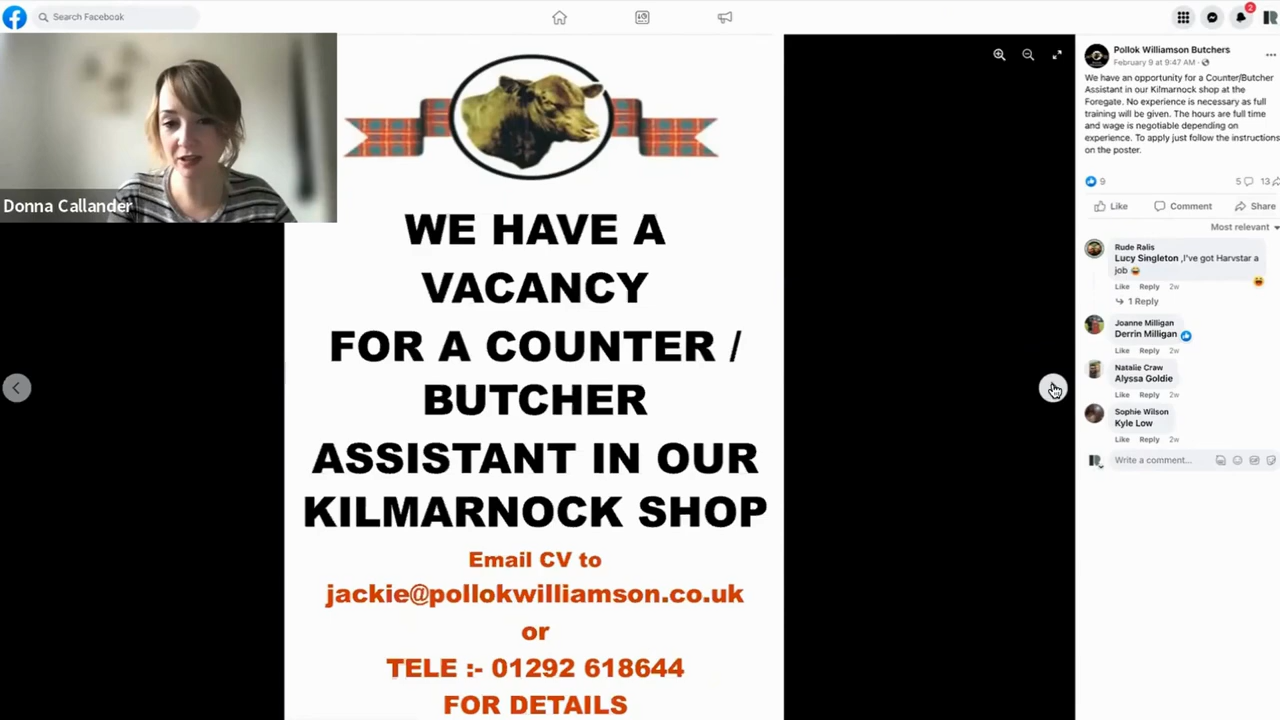 Search Facebook
2
Donna Callander
WE HAVE A
VACANCY
FOR A COUNTER /
BUTCHER
ASSISTANT IN OUR
KILMARNOCK SHOP
Email CV to
jackie@pollokwilliamson.co.uk
or
TELE :- 01292 618644
FOR DETAILS
Pollok Williamson Butchers
February 9 at 9:47 AM ·
We have an opportunity for a Counter/Butcher
Assistant in our Kilmarnock shop at the
Foregate. No experience is necessary as full
training will be given. The hours are full time
and wage is negotiable depending on
experience. To apply just follow the instructions
on the poster.
9
5
13
Like
Comment
Share
Most relevant
Rude Ralis
Lucy Singleton ,I've got Harvstar a
job
Like Reply 2w
1 Reply
Joanne Milligan
Derrin Milligan
Like Reply 2w
Natalie Craw
Alyssa Goldie
Like Reply 2w
Sophie Wilson
Kyle Low
Like Reply 2w
Write a comment...